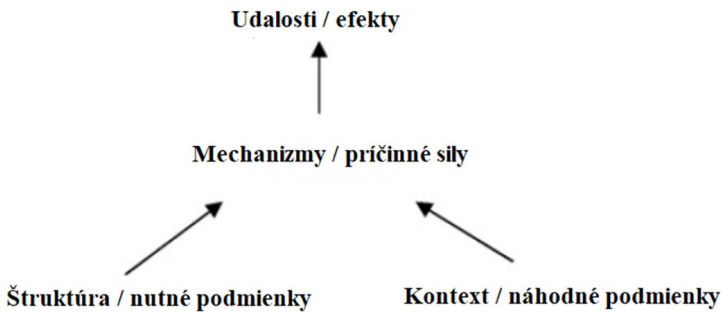 Udalosti / efekty
Mechanizmy / príčinné sily
Štruktúra / nutné podmienky
Kontext / náhodné podmienky